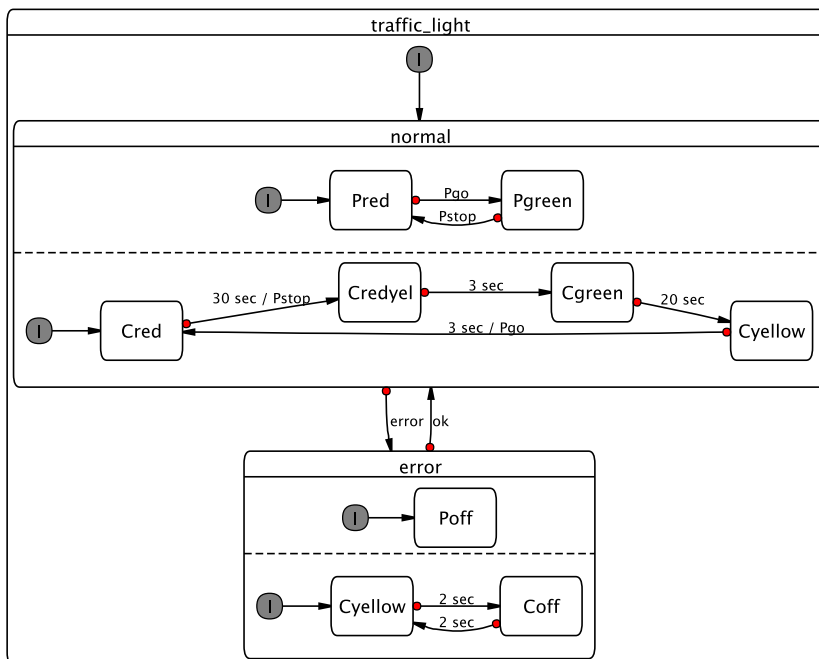 traffic_light
I
normal
I
Pred
Pgo
Pgreen
Pstop
30 sec / Pstop
Credyel
3 sec
Cgreen
20 sec
I
Cred
3 sec / Pgo
Cyellow
error
ok
error
I
Poff
I
Cyellow
2 sec
Coff
2 sec